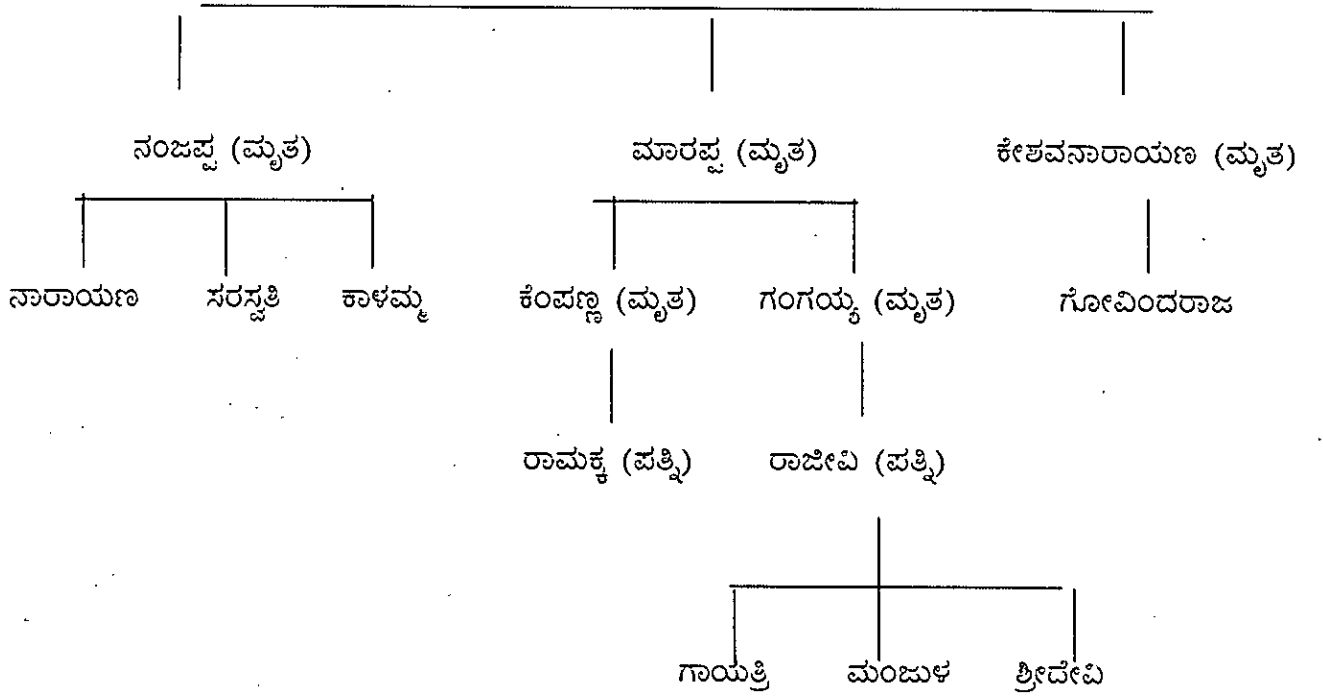 ನಂಜಪ್ಪ (ಮೃತ) ಮಾರಪ್ಪ (ಮೃತ) ಕೇಶವನಾರಾಯಣ (ಮೃತ)
ನಾರಾಯಣ ಸರಸ್ವತಿ ಕಾಳಮ್ಮ ಕೆಂಪಣ್ಣ (ಮೃತ) ಗಂಗಯ್ಯ (ಮೃತ) ಗೋವಿಂದರಾಜ
ರಾಮಕ್ಕ (ಪತ್ನಿ) ರಾಜೀವಿ (ಪತ್ನಿ)
ಗಾಯತ್ರಿ ಮಂಜುಳ ಶ್ರೀದೇವಿ